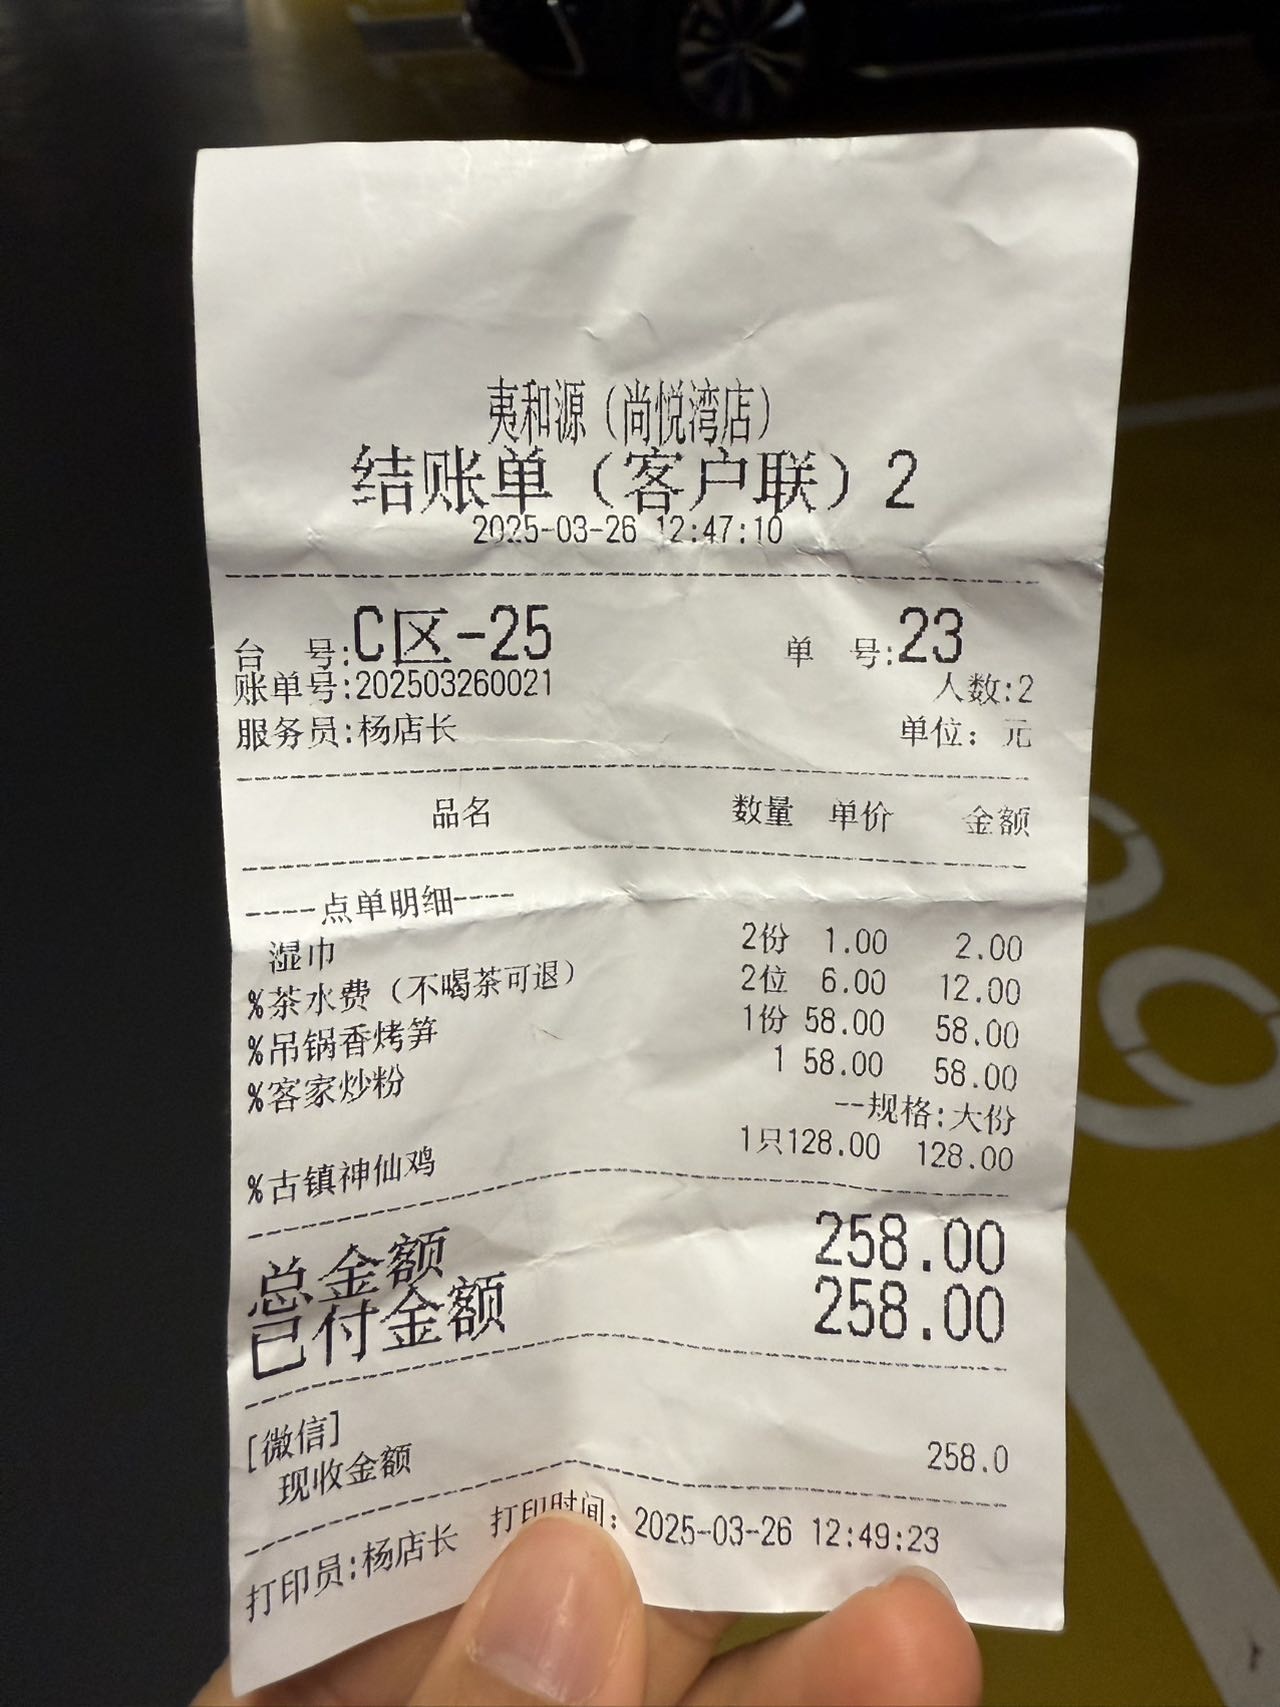 夷和源（尚悦湾店）
结账单（客户联）2
2025-03-26 12:47:10
台 号:C区-25 单 号:23
账单号:202503260021 人数:2
服务员:杨店长 单位：元
品名 数量 单价 金额
----点单明细----
湿巾 2份 1.00 2.00
%茶水费（不喝茶可退） 2位 6.00 12.00
%吊锅香烤笋 1份 58.00 58.00
%客家炒粉 1 58.00 58.00
--规格:大份
%古镇神仙鸡 1只128.00 128.00
总金额 258.00
已付金额 258.00
[微信]
现收金额 258.0
打印员:杨店长 打印时间：2025-03-26 12:49:23